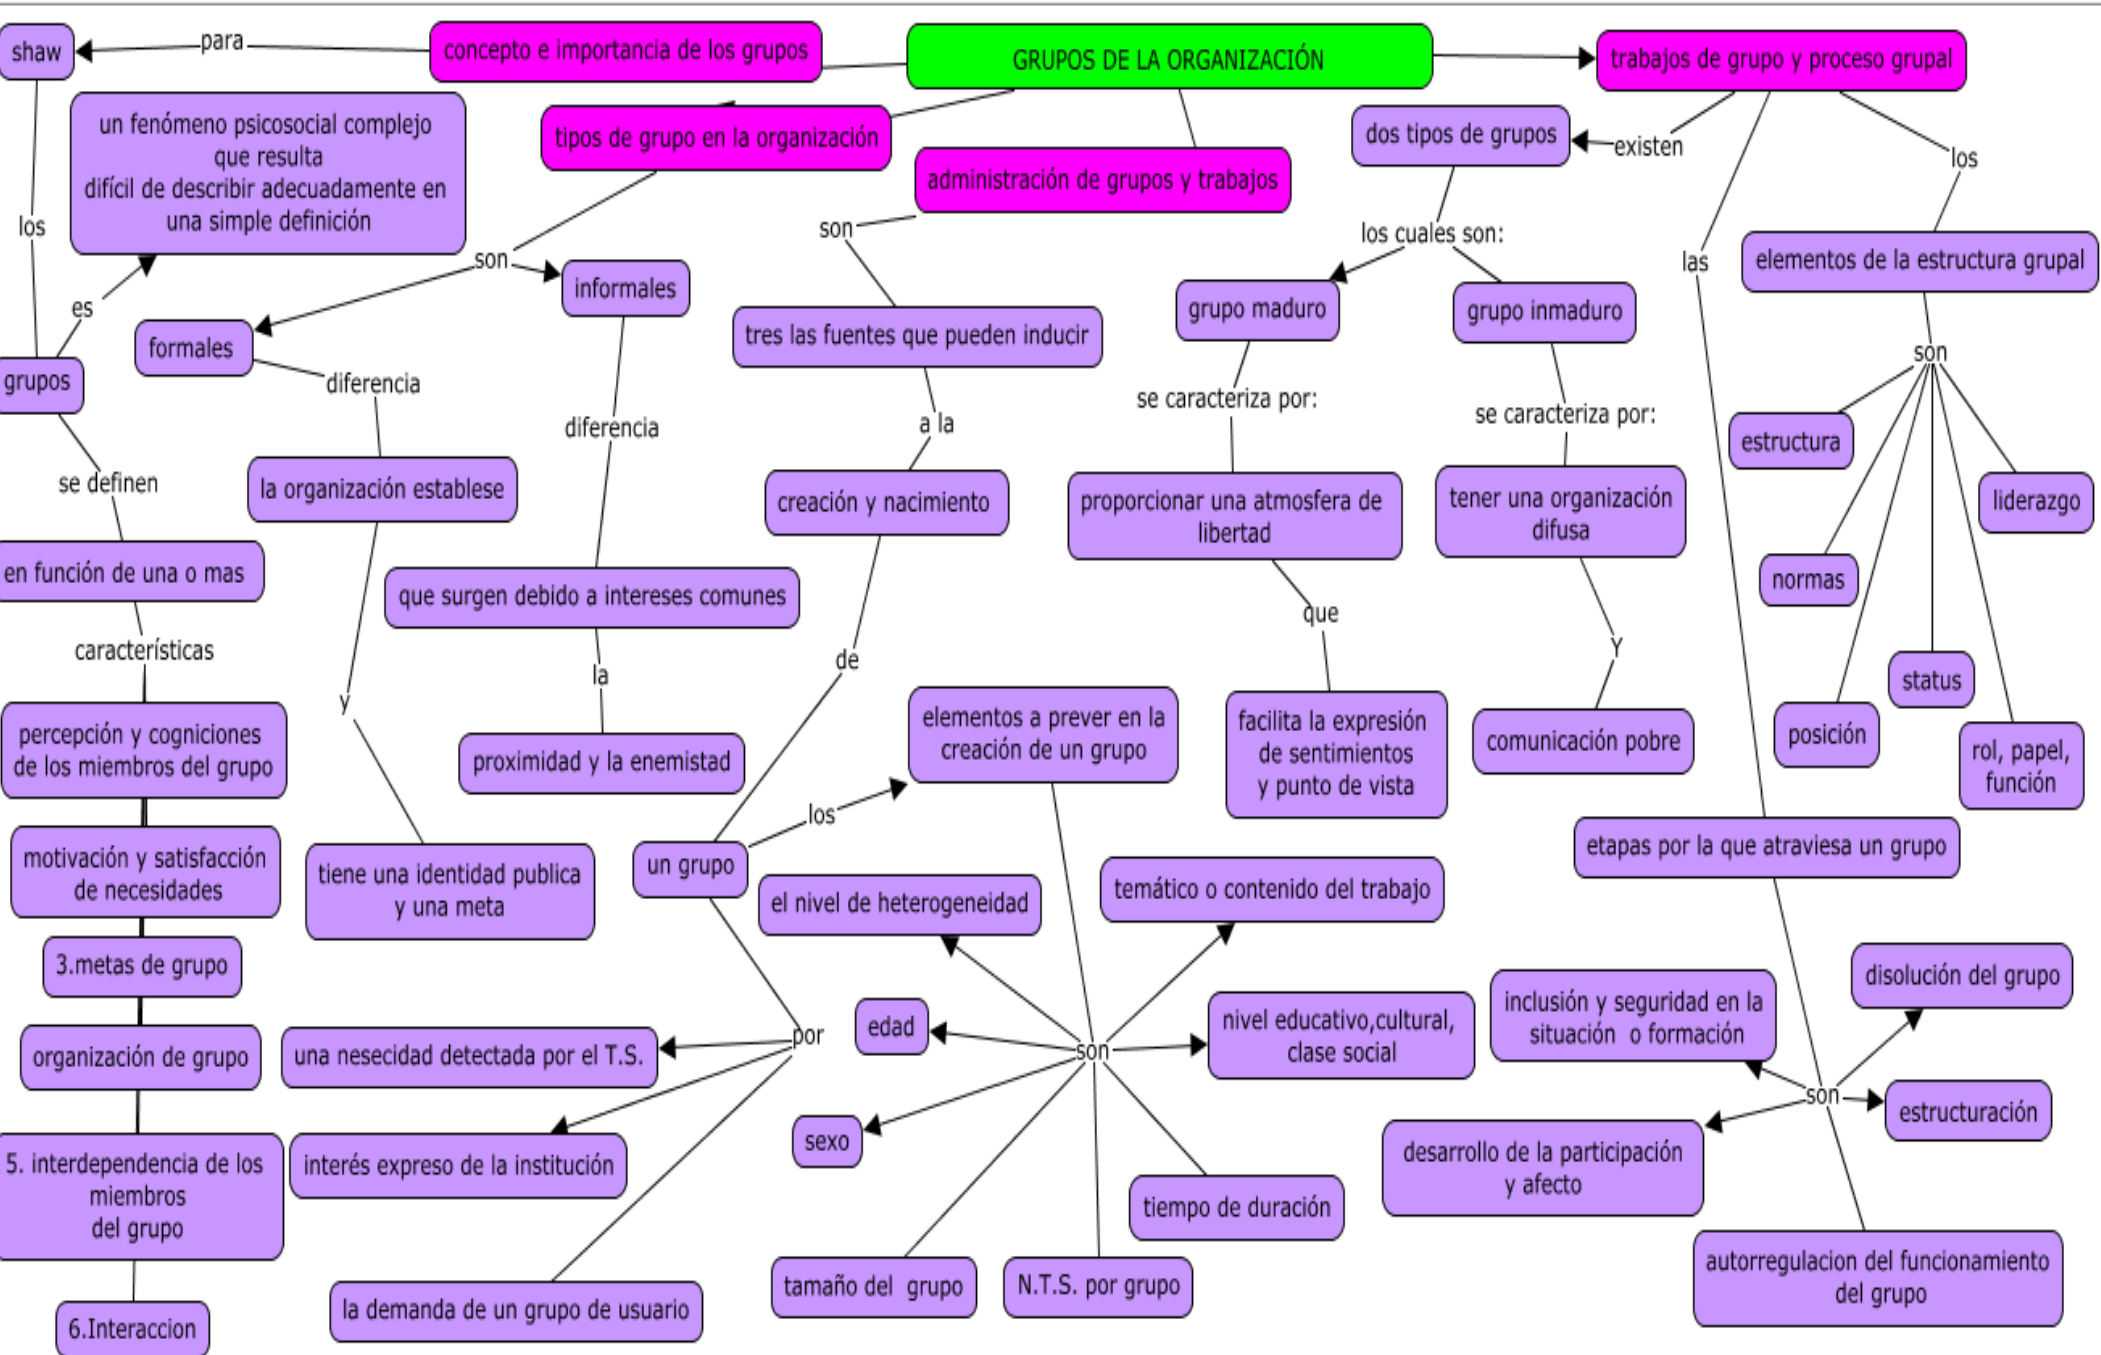 GRUPOS DE LA ORGANIZACIÓN
concepto e importancia de los grupos
para
shaw
los
grupos
es
un fenómeno psicosocial complejo
que resulta
difícil de describir adecuadamente en
una simple definición
se definen
en función de una o mas
características
percepción y cogniciones
de los miembros del grupo
motivación y satisfacción
de necesidades
3.metas de grupo
organización de grupo
5. interdependencia de los
miembros
del grupo
6.Interaccion
tipos de grupo en la organización
son
formales
diferencia
la organización establese
y
tiene una identidad publica
y una meta
informales
diferencia
que surgen debido a intereses comunes
la
proximidad y la enemistad
administración de grupos y trabajos
son
tres las fuentes que pueden inducir
a la
creación y nacimiento
de
un grupo
por
una nesecidad detectada por el T.S.
interés expreso de la institución
la demanda de un grupo de usuario
los
elementos a prever en la
creación de un grupo
son
el nivel de heterogeneidad
temático o contenido del trabajo
edad
nivel educativo,cultural,
clase social
sexo
tiempo de duración
tamaño del grupo
N.T.S. por grupo
trabajos de grupo y proceso grupal
existen
dos tipos de grupos
los cuales son:
grupo maduro
se caracteriza por:
proporcionar una atmosfera de
libertad
que
facilita la expresión
de sentimientos
y punto de vista
grupo inmaduro
se caracteriza por:
tener una organización
difusa
Y
comunicación pobre
las
etapas por la que atraviesa un grupo
son
inclusión y seguridad en la
situación o formación
disolución del grupo
estructuración
desarrollo de la participación
y afecto
autorregulacion del funcionamiento
del grupo
los
elementos de la estructura grupal
son
estructura
normas
posición
status
rol, papel,
función
liderazgo